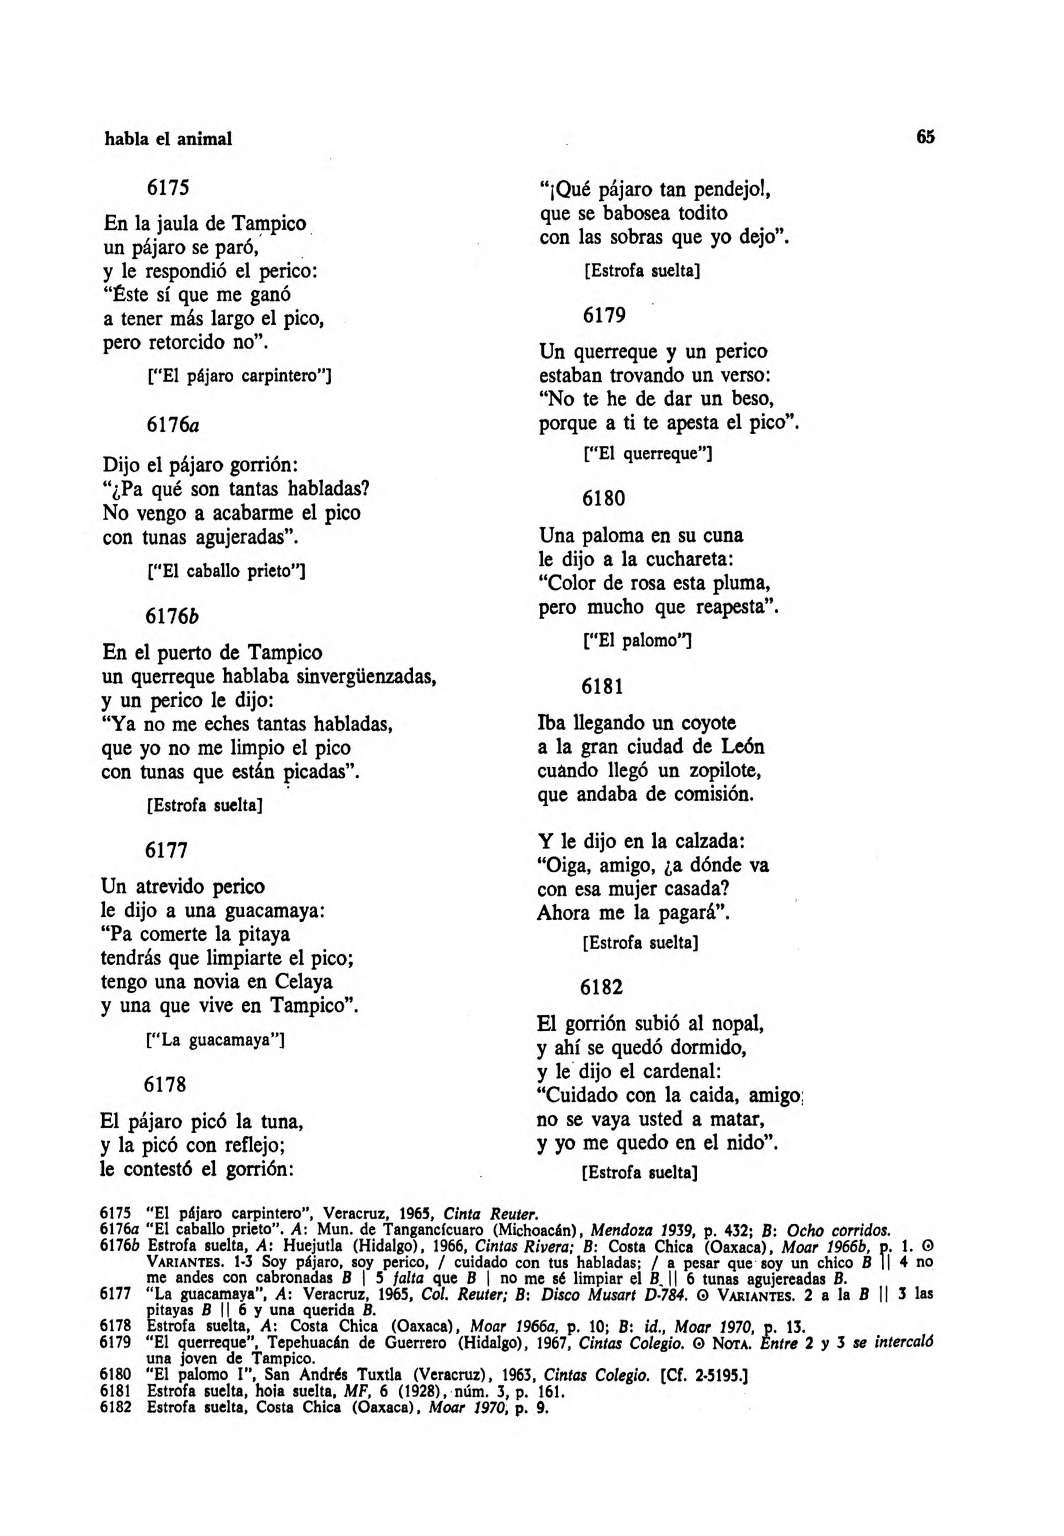 habla el animal
65
6175
En la jaula de Tampico
un pájaro se paró,
y le respondió el perico:
“Éste sí que me ganó
a tener más largo el pico,
pero retorcido no”.
[“El pájaro carpintero”]
6176a
Dijo el pájaro gorrión:
“¿Pa qué son tantas habladas?
No vengo a acabarme el pico
con tunas agujeradas”.
[“El caballo prieto”]
6176b
En el puerto de Tampico
un querreque hablaba sinvergüenzadas,
y un perico le dijo:
“Ya no me eches tantas habladas,
que yo no me limpio el pico
con tunas que están picadas”.
[Estrofa suelta]
6177
Un atrevido perico
le dijo a una guacamaya:
“Pa comerte la pitaya
tendrás que limpiarte el pico;
tengo una novia en Celaya
y una que vive en Tampico”.
[“La guacamaya”]
6178
El pájaro picó la tuna,
y la picó con reflejo;
le contestó el gorrión:
“¡Qué pájaro tan pendejo!,
que se babosea todito
con las sobras que yo dejo”.
[Estrofa suelta]
6179
Un querreque y un perico
estaban trovando un verso:
“No te he de dar un beso,
porque a ti te apesta el pico”.
[“El querreque”]
6180
Una paloma en su cuna
le dijo a la cuchareta:
“Color de rosa esta pluma,
pero mucho que reapesta”.
[“El palomo”]
6181
Iba llegando un coyote
a la gran ciudad de León
cuando llegó un zopilote,
que andaba de comisión.
Y le dijo en la calzada:
“Oiga, amigo, ¿a dónde va
con esa mujer casada?
Ahora me la pagará”.
[Estrofa suelta]
6182
El gorrión subió al nopal,
y ahí se quedó dormido,
y le dijo el cardenal:
“Cuidado con la caida, amigo;
no se vaya usted a matar,
y yo me quedo en el nido”.
[Estrofa suelta]
6175 “El pájaro carpintero”, Veracruz, 1965, Cinta Reuter.
6176a “El caballo prieto”. A: Mun. de Tangancícuaro (Michoacán), Mendoza 1939, p. 432; B: Ocho corridos.
6176b Estrofa suelta, A: Huejutla (Hidalgo), 1966, Cintas Rivera; B: Costa Chica (Oaxaca), Moar 1966b, p. 1. ⊙
VARIANTES. 1-3 Soy pájaro, soy perico, / cuidado con tus habladas; / a pesar que soy un chico B || 4 no
me andes con cabronadas B | 5 falta que B | no me sé limpiar el B || 6 tunas agujereadas B.
6177 “La guacamaya”, A: Veracruz, 1965, Col. Reuter; B: Disco Musart D-784. ⊙ VARIANTES. 2 a la B || 3 las
pitayas B || 6 y una querida B.
6178 Estrofa suelta, A: Costa Chica (Oaxaca), Moar 1966a, p. 10; B: id., Moar 1970, p. 13.
6179 “El querreque”, Tepehuacán de Guerrero (Hidalgo), 1967, Cintas Colegio. ⊙ NOTA. Entre 2 y 3 se intercaló
una joven de Tampico.
6180 “El palomo I”, San Andrés Tuxtla (Veracruz), 1963, Cintas Colegio. [Cf. 2-5195.]
6181 Estrofa suelta, hoja suelta, MF, 6 (1928), núm. 3, p. 161.
6182 Estrofa suelta, Costa Chica (Oaxaca), Moar 1970, p. 9.